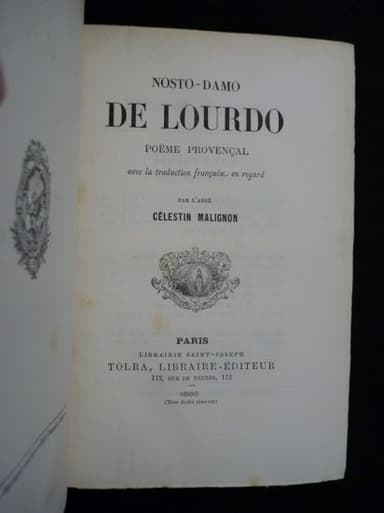 NOSTO-DAMO
DE LOURDO
POËME PROVENÇAL
avec la traduction française en regard
PAR L'ABBÉ
CÉLESTIN MALIGNON
PARIS
LIBRAIRIE SAINT-JOSEPH
TOLRA, LIBRAIRE-ÉDITEUR
112, RUE DE RENNES, 112
(Tous droits réservés)